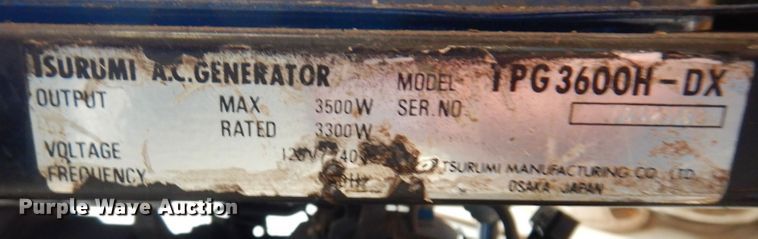 TSURUMI A.C. GENERATOR
MODEL TPG3600H-DX
OUTPUT MAX 3500W SER.NO.
RATED 3300W
VOLTAGE
FREQUENCY
TSURUMI MANUFACTURING CO. LTD.
OSAKA JAPAN
Purple Wave Auction